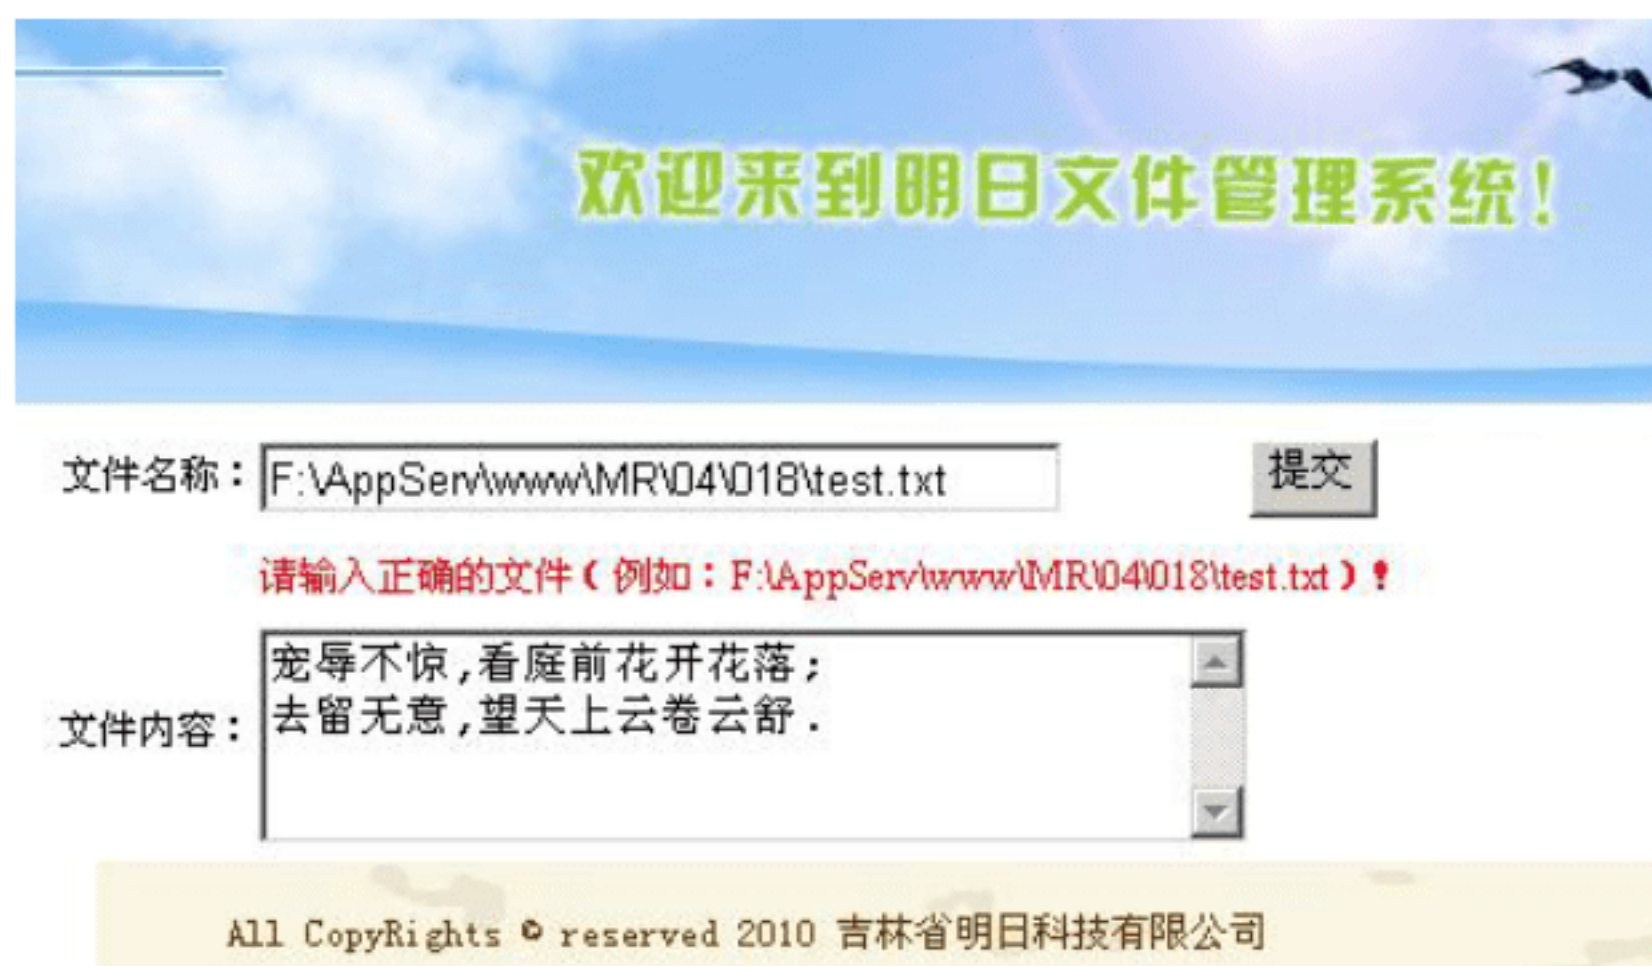 欢迎来到明日文件管理系统!
文件名称：F:\AppServ\www\MR\04\018\test.txt 提交
请输入正确的文件(例如：F:\AppServ\www\MR\04\018\test.txt)！
宠辱不惊,看庭前花开花落;
文件内容：去留无意,望天上云卷云舒.
All CopyRights © reserved 2010 吉林省明日科技有限公司